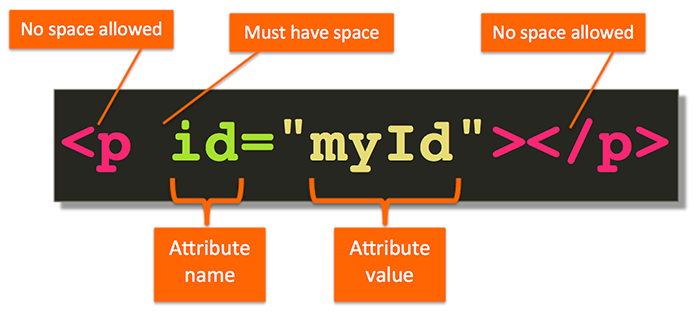 No space allowed
Must have space
No space allowed
<p id="myId"></p>
Attribute
name
Attribute
value